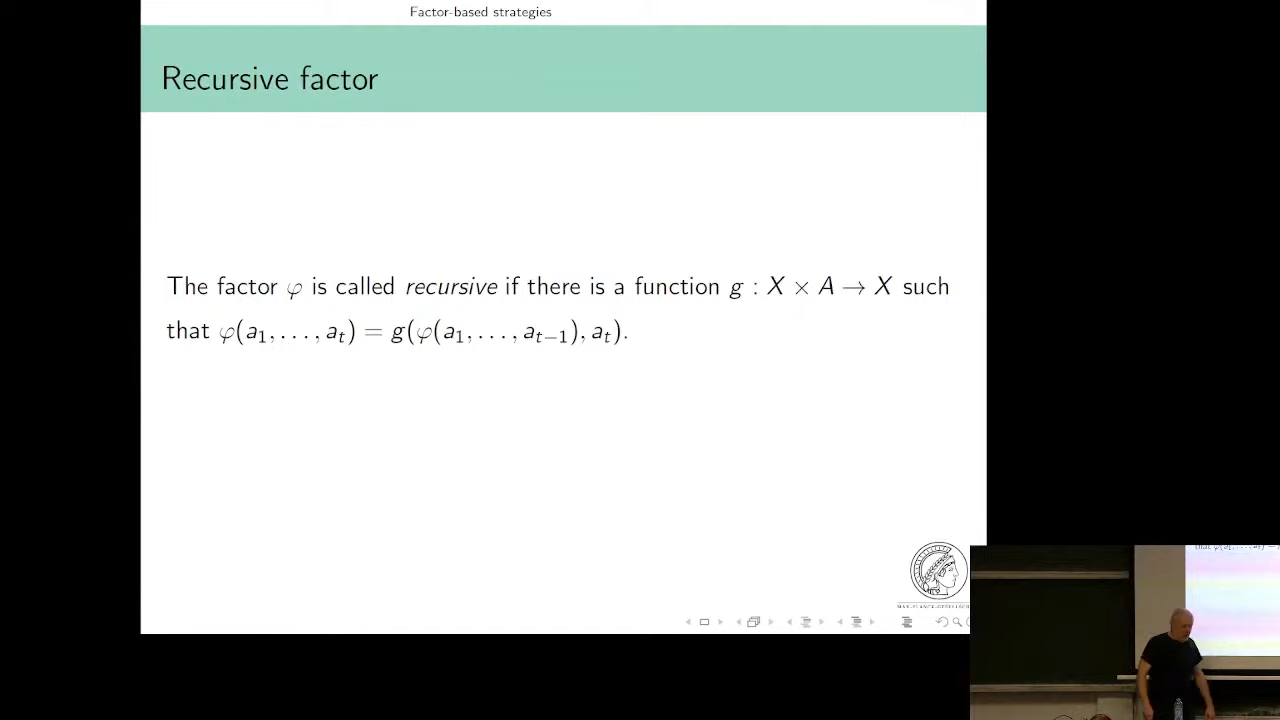 Factor-based strategies
Recursive factor
The factor φ is called recursive if there is a function g : X × A → X such
that φ(a₁, . . . , aₜ) = g(φ(a₁, . . . , aₜ₋₁), aₜ).